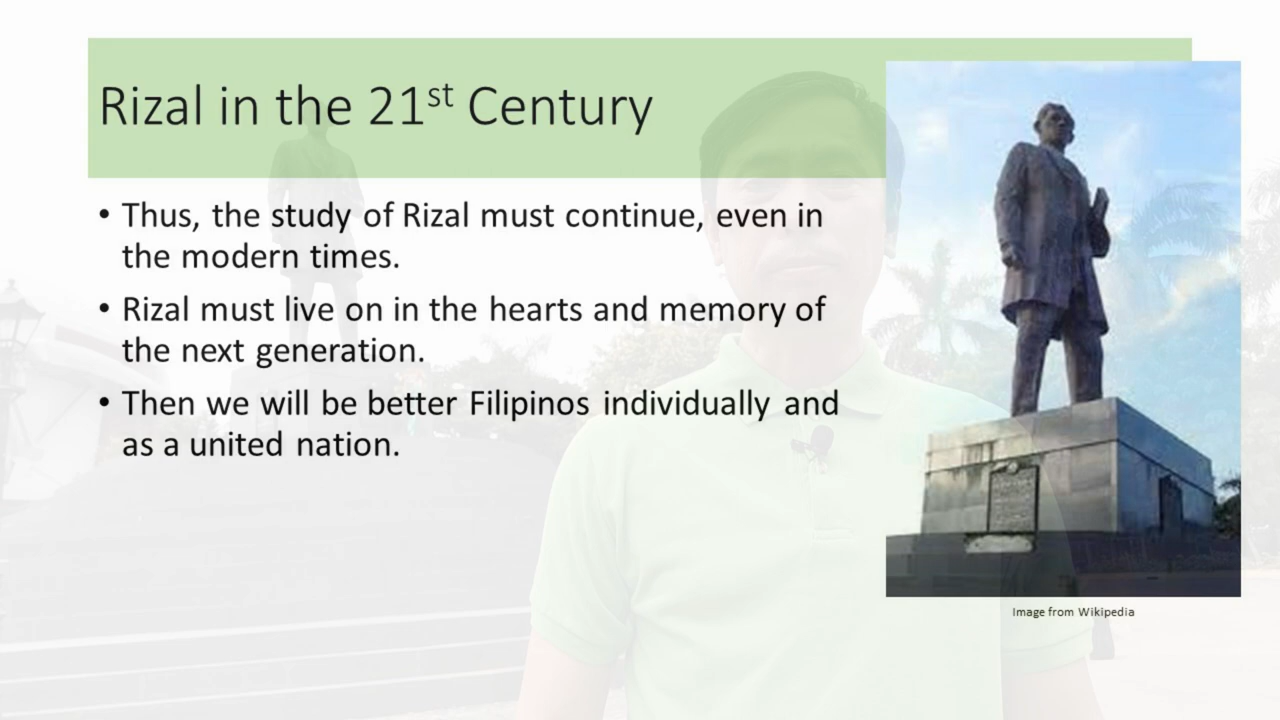 Rizal in the 21st Century
• Thus, the study of Rizal must continue, even in
the modern times.
• Rizal must live on in the hearts and memory of
the next generation.
• Then we will be better Filipinos individually and
as a united nation.
Image from Wikipedia